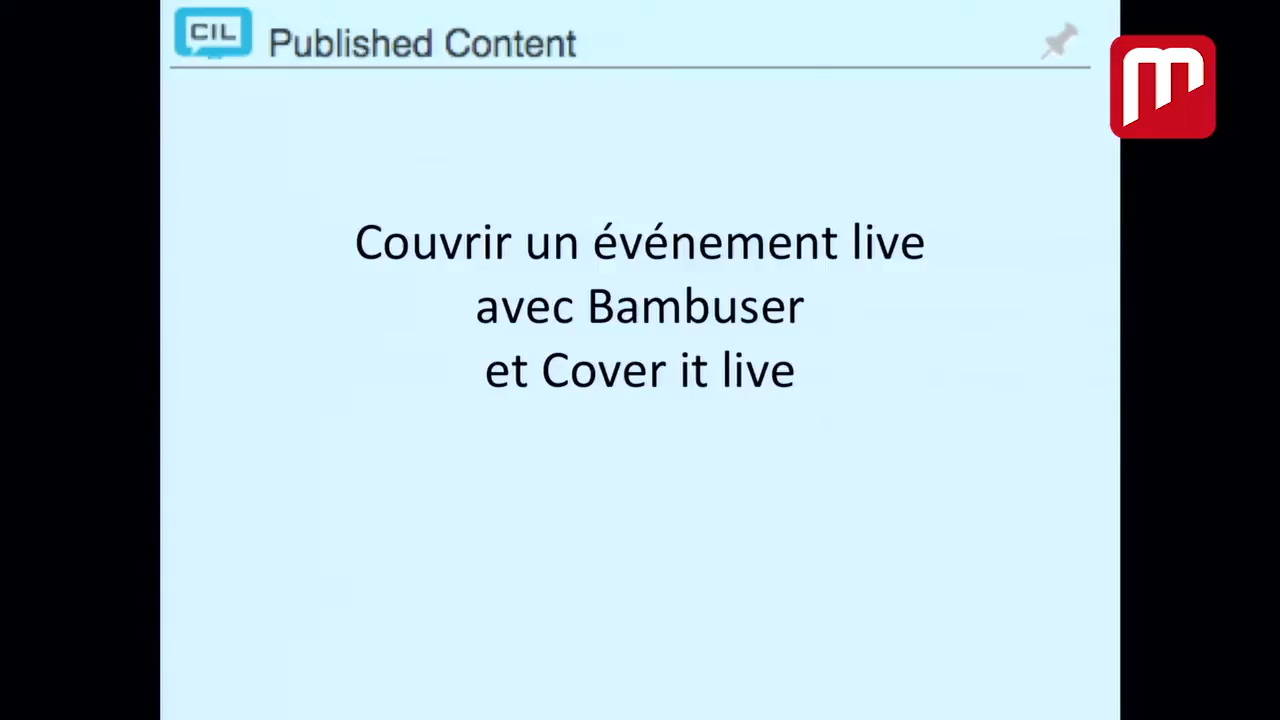 CIL Published Content
Couvrir un événement live
avec Bambuser
et Cover it live